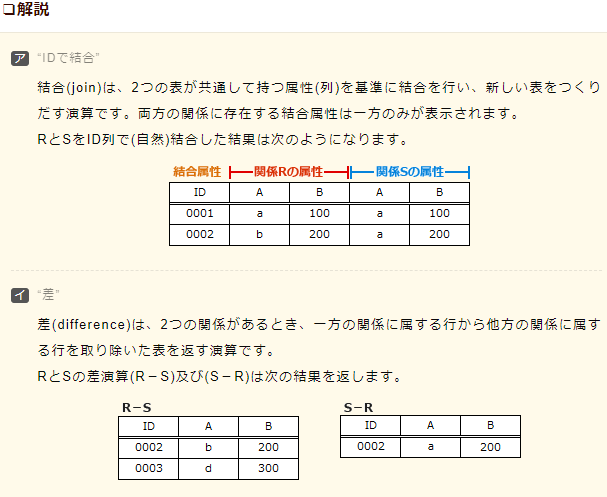 ❏解説
ア “IDで結合”
結合(join)は、2つの表が共通して持つ属性(列)を基準に結合を行い、新しい表をつくり
だす演算です。両方の関係に存在する結合属性は一方のみが表示されます。
RとSをID列で(自然)結合した結果は次のようになります。
結合属性 関係Rの属性 関係Sの属性
ID A B A B
0001 a 100 a 100
0002 b 200 a 200
イ “差”
差(difference)は、2つの関係があるとき、一方の関係に属する行から他方の関係に属す
る行を取り除いた表を返す演算です。
RとSの差演算(R－S)及び(S－R)は次の結果を返します。
R－S
ID A B
0002 b 200
0003 d 300
S－R
ID A B
0002 a 200